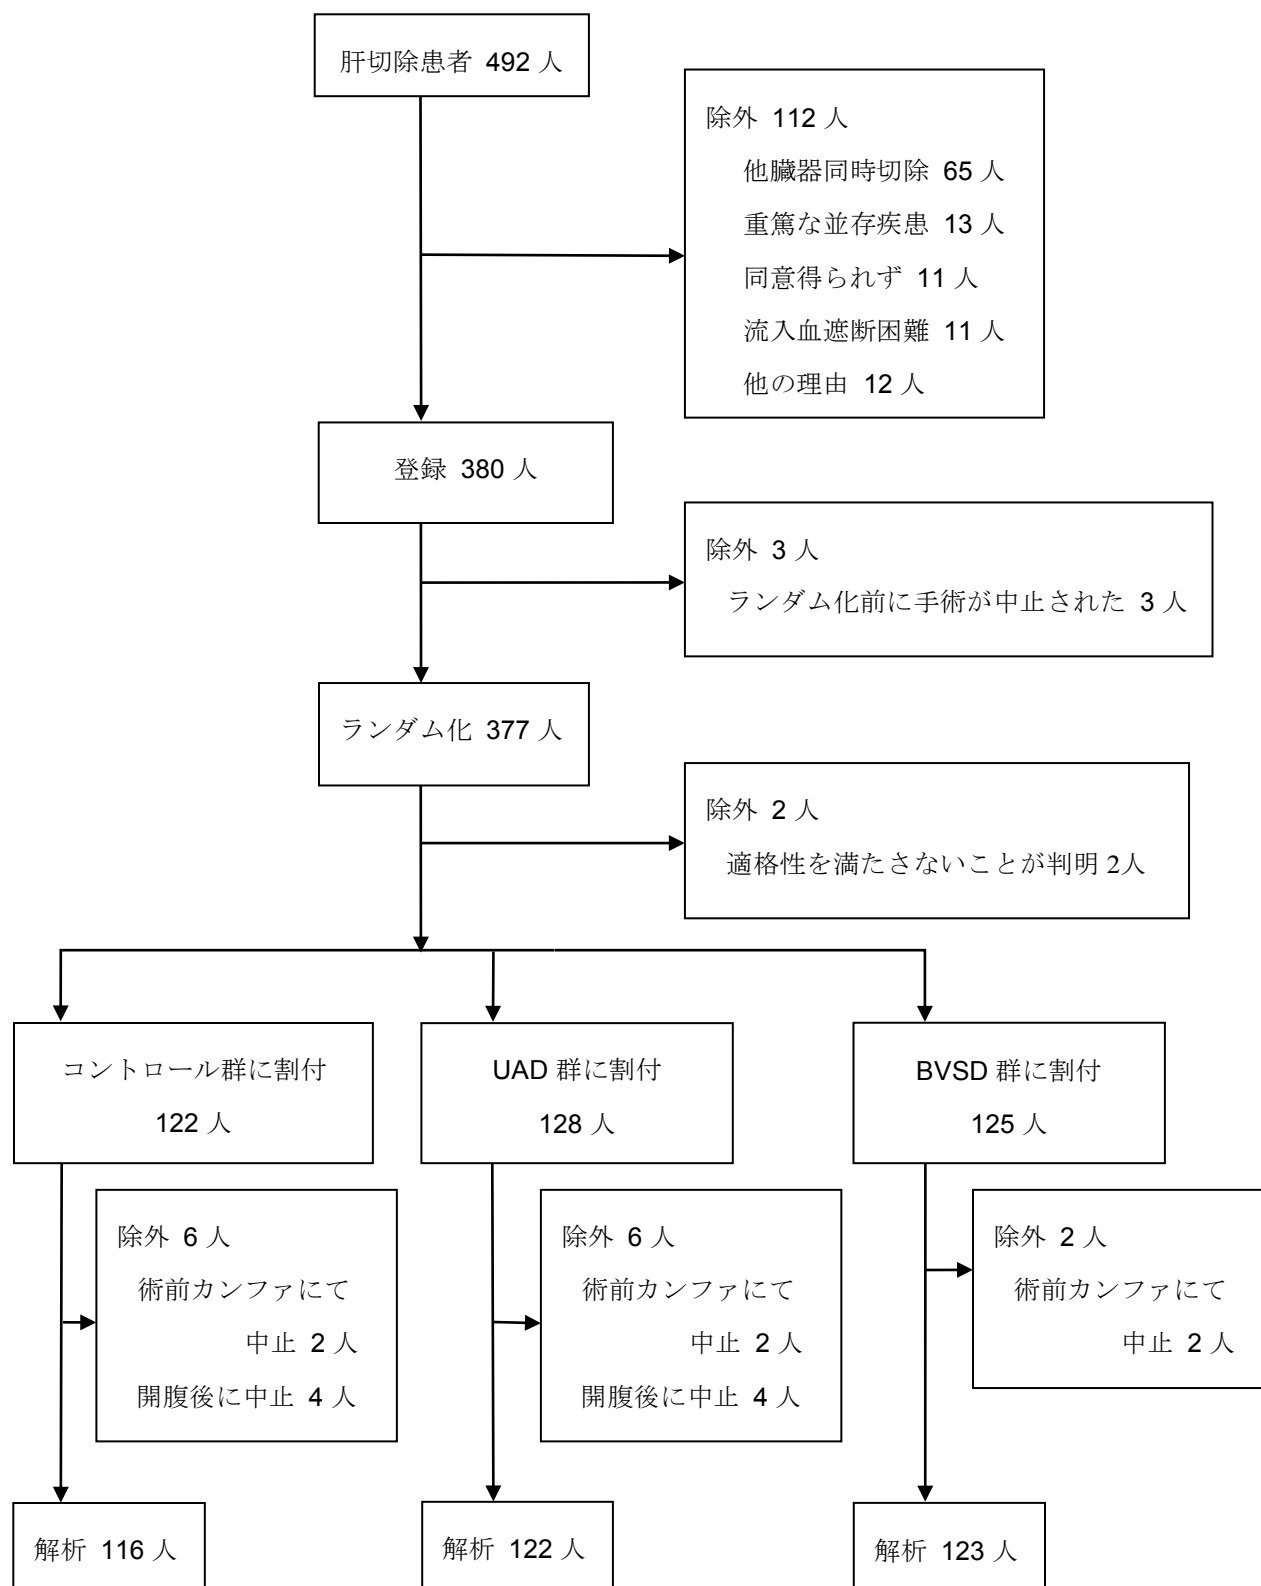 肝切除患者 492 人
除外 112 人
他臓器同時切除 65 人
重篤な並存疾患 13 人
同意得られず 11 人
流入血遮断困難 11 人
他の理由 12 人
登録 380 人
除外 3 人
ランダム化前に手術が中止された 3 人
ランダム化 377 人
除外 2 人
適格性を満たさないことが判明 2人
コントロール群に割付
122 人
UAD 群に割付
128 人
BVSD 群に割付
125 人
除外 6 人
術前カンファにて
中止 2 人
開腹後に中止 4 人
除外 6 人
術前カンファにて
中止 2 人
開腹後に中止 4 人
除外 2 人
術前カンファにて
中止 2 人
解析 116 人
解析 122 人
解析 123 人